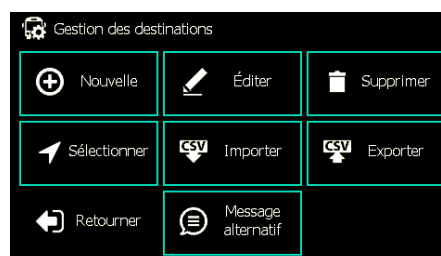 Gestion des destinations
Nouvelle
Éditer
Supprimer
Sélectionner
CSV
Importer
CSV
Exporter
Retourner
Message
alternatif